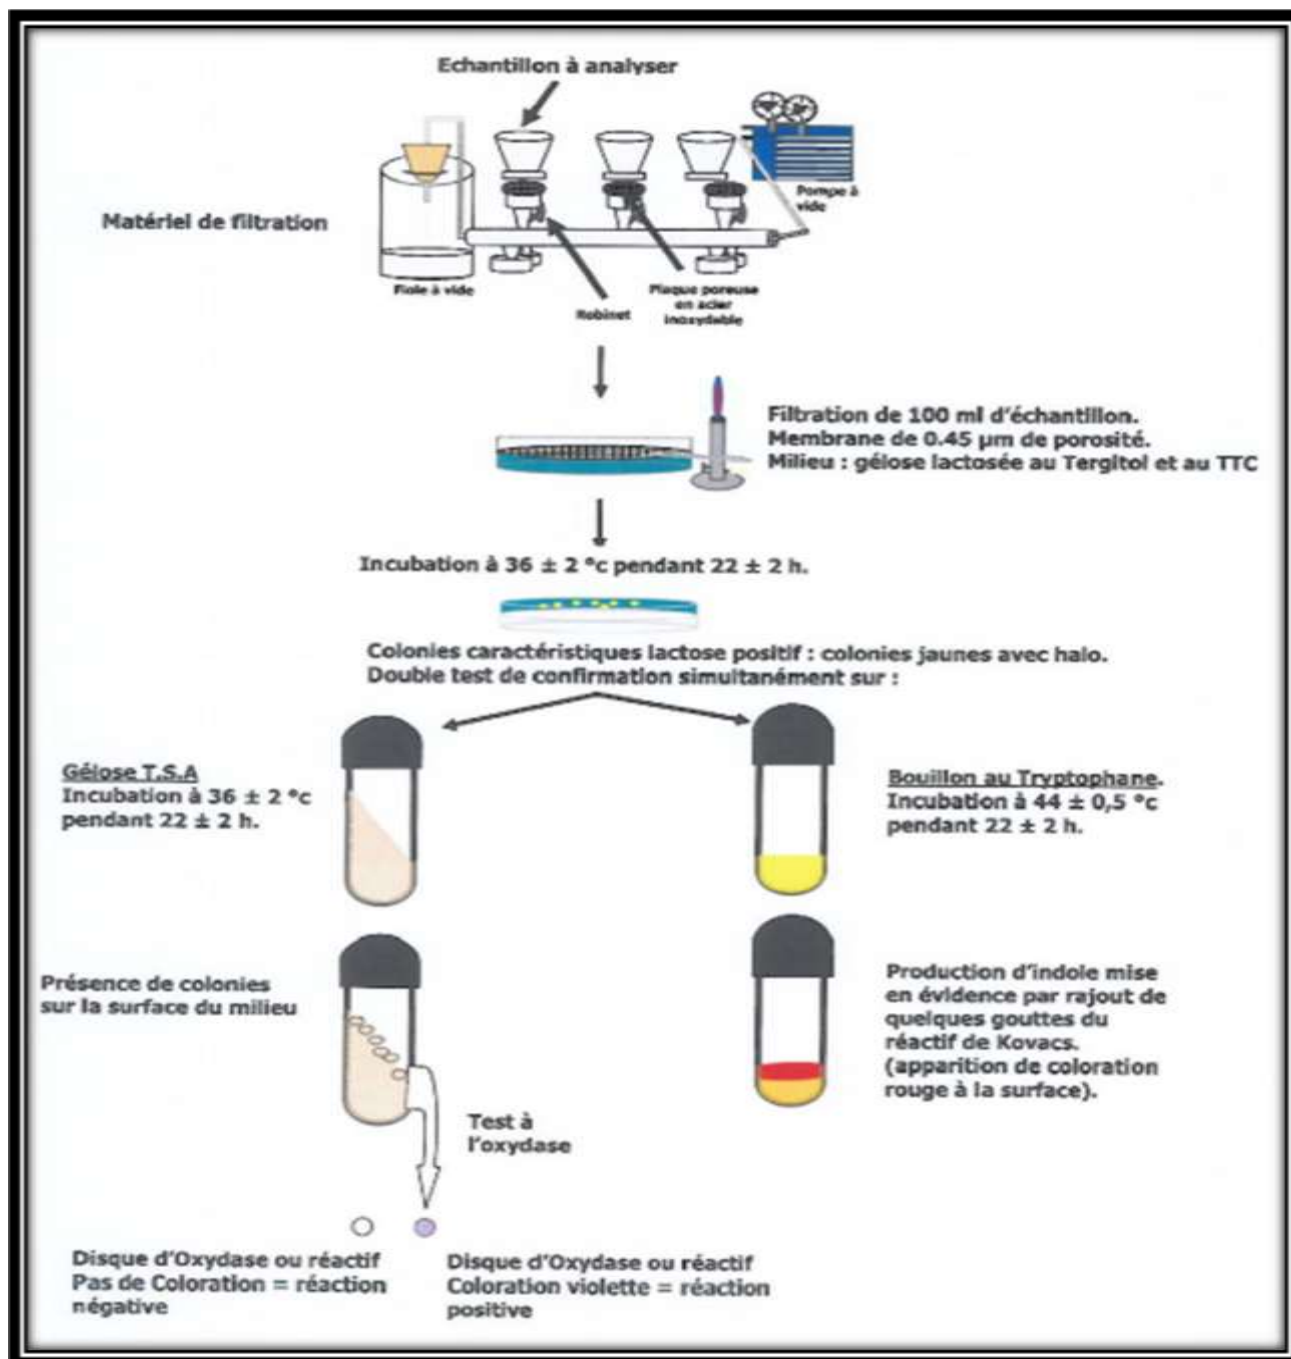 Echantillon à analyser
Pompe à
vide
Matériel de filtration
Fiole à vide
Robinet
Plaque poreuse
en acier
inoxydable
Filtration de 100 ml d'échantillon.
Membrane de 0.45 µm de porosité.
Milieu : gélose lactosée au Tergitol et au TTC
Incubation à 36 ± 2 °c pendant 22 ± 2 h.
Colonies caractéristiques lactose positif : colonies jaunes avec halo.
Double test de confirmation simultanément sur :
Gélose T.S.A
Incubation à 36 ± 2 °c
pendant 22 ± 2 h.
Bouillon au Tryptophane.
Incubation à 44 ± 0,5 °c
pendant 22 ± 2 h.
Présence de colonies
sur la surface du milieu
Production d'indole mise
en évidence par rajout de
quelques gouttes du
réactif de Kovacs.
(apparition de coloration
rouge à la surface).
Test à
l'oxydase
Disque d'Oxydase ou réactif
Pas de Coloration = réaction
négative
Disque d'Oxydase ou réactif
Coloration violette = réaction
positive